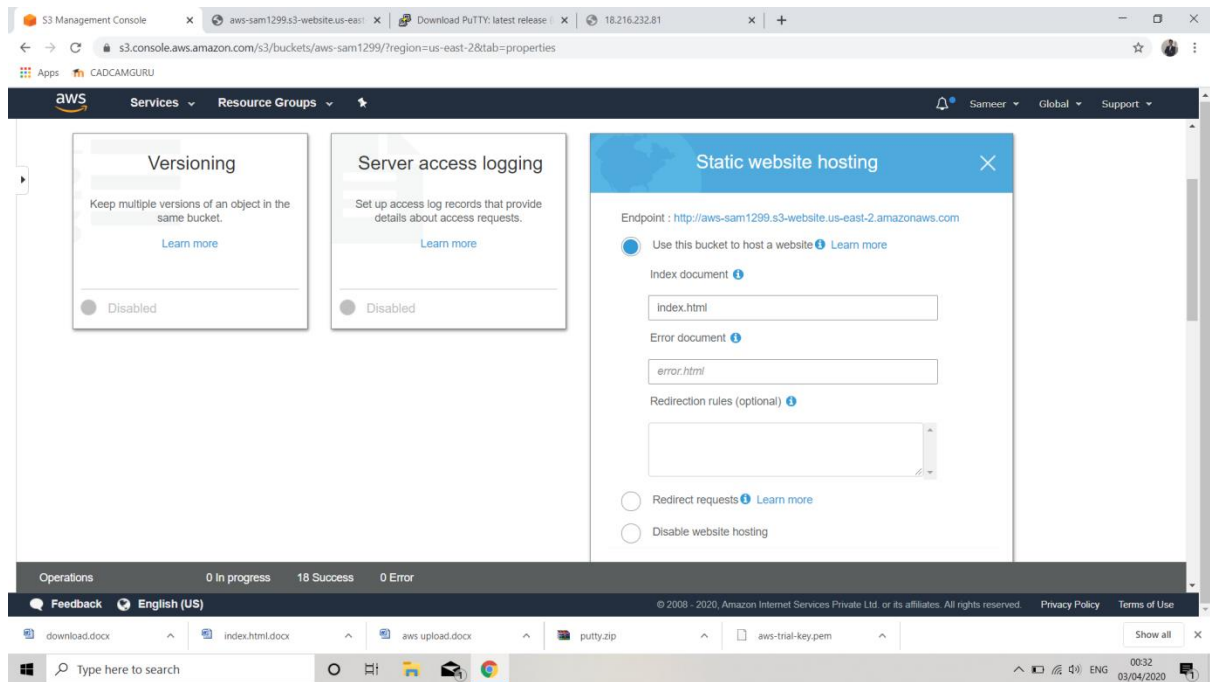 S3 Management Console
aws-sam1299.s3-website.us-east
Download PuTTY: latest release
18.216.232.81
s3.console.aws.amazon.com/s3/buckets/aws-sam1299/?region=us-east-2&tab=properties
Apps CADCAMGURU
aws Services Resource Groups Sameer Global Support
Versioning
Keep multiple versions of an object in the
same bucket.
Learn more
Disabled
Server access logging
Set up access log records that provide
details about access requests.
Learn more
Disabled
Static website hosting
Endpoint : http://aws-sam1299.s3-website.us-east-2.amazonaws.com
Use this bucket to host a website Learn more
Index document
index.html
Error document
error.html
Redirection rules (optional)
Redirect requests Learn more
Disable website hosting
Operations 0 In progress 18 Success 0 Error
Feedback English (US) © 2008 - 2020, Amazon Internet Services Private Ltd. or its affiliates. All rights reserved. Privacy Policy Terms of Use
download.docx index.html.docx aws upload.docx putty.zip aws-trial-key.pem Show all
Type here to search ENG 00:32
03/04/2020